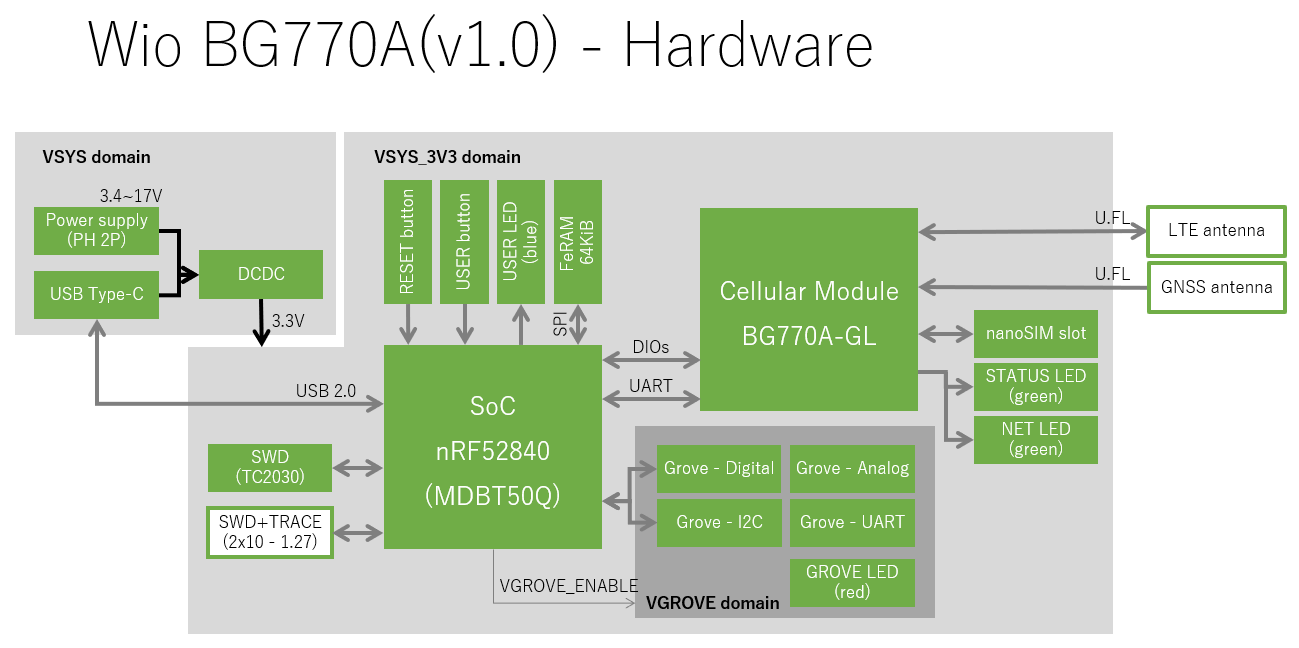 Wio BG770A(v1.0) - Hardware
VSYS domain
3.4~17V
Power supply
(PH 2P)
USB Type-C
DCDC
3.3V
VSYS_3V3 domain
RESET button
USER button
USER LED
(blue)
FeRAM
64KiB
SPI
Cellular Module
BG770A-GL
U.FL
LTE antenna
U.FL
GNSS antenna
nanoSIM slot
STATUS LED
(green)
NET LED
(green)
DIOs
UART
USB 2.0
SoC
nRF52840
(MDBT50Q)
SWD
(TC2030)
SWD+TRACE
(2x10 - 1.27)
Grove - Digital
Grove - Analog
Grove - I2C
Grove - UART
GROVE LED
(red)
VGROVE_ENABLE
VGROVE domain